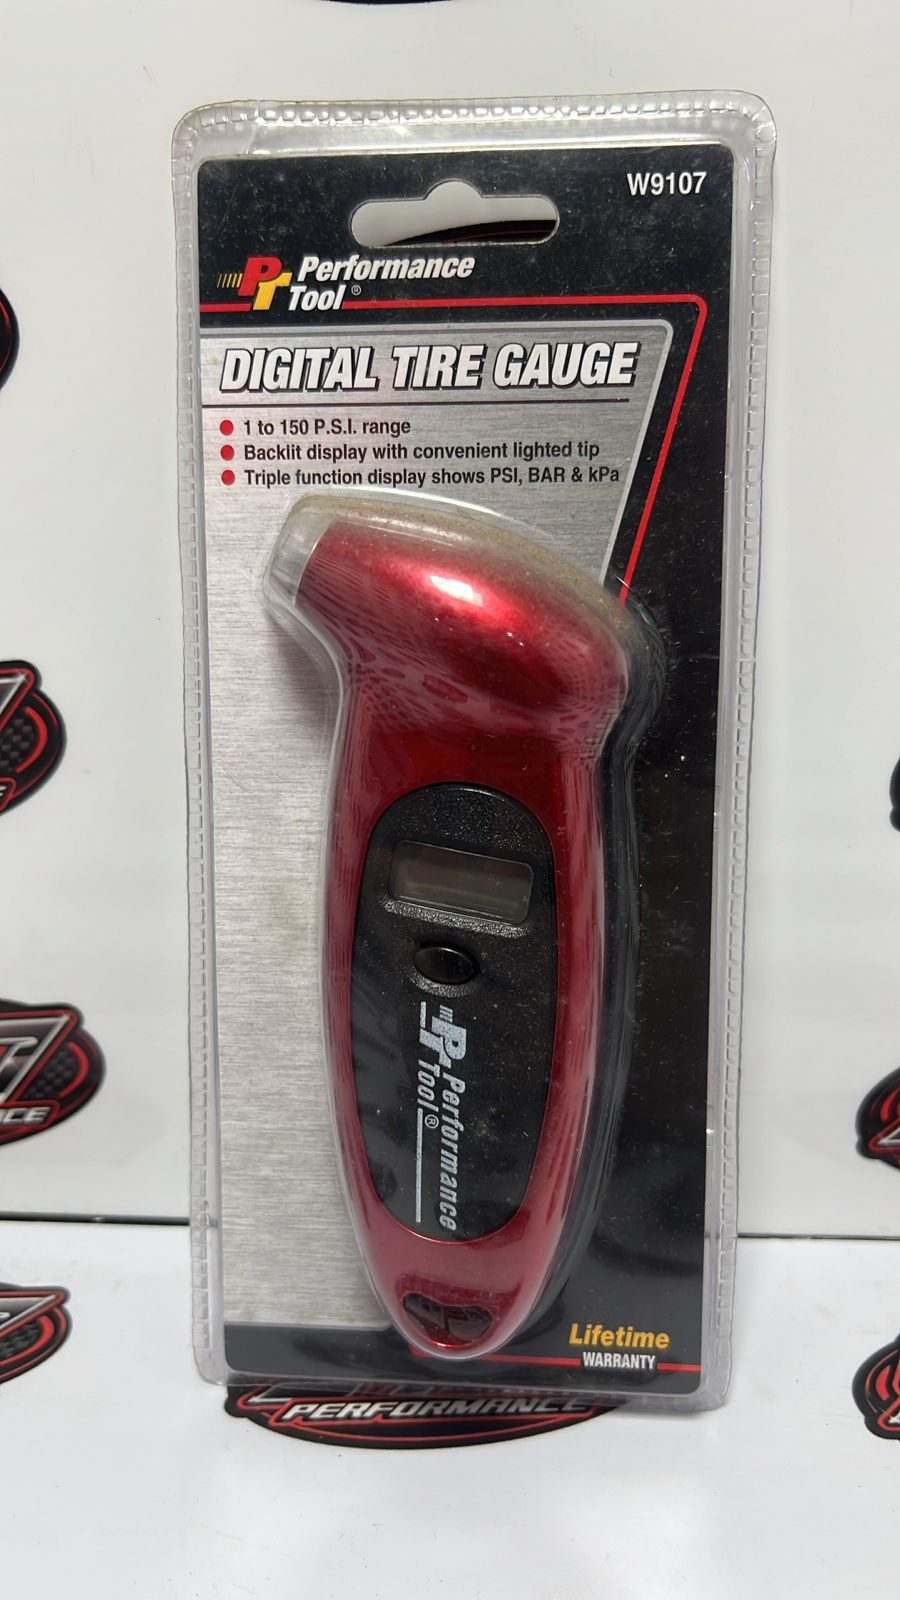 W9107
PT Performance
Tool®
DIGITAL TIRE GAUGE
1 to 150 P.S.I. range
Backlit display with convenient lighted tip
Triple function display shows PSI, BAR & kPa
PT Performance
Tool®
Lifetime
WARRANTY
PERFORMANCE